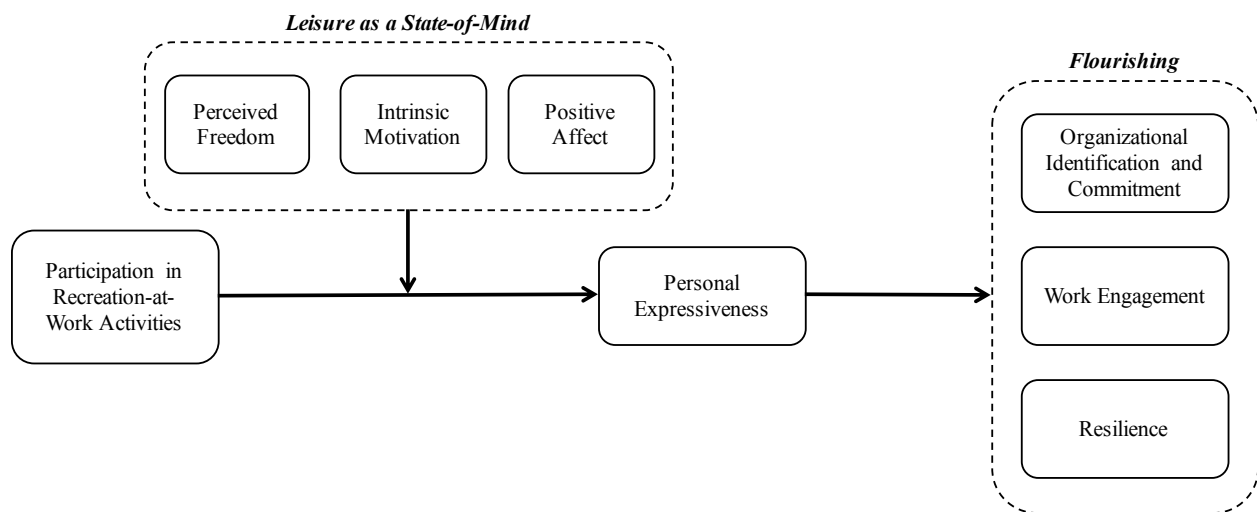 Leisure as a State-of-Mind
Perceived
Freedom
Intrinsic
Motivation
Positive
Affect
Participation in
Recreation-at-
Work Activities
Personal
Expressiveness
Flourishing
Organizational
Identification and
Commitment
Work Engagement
Resilience